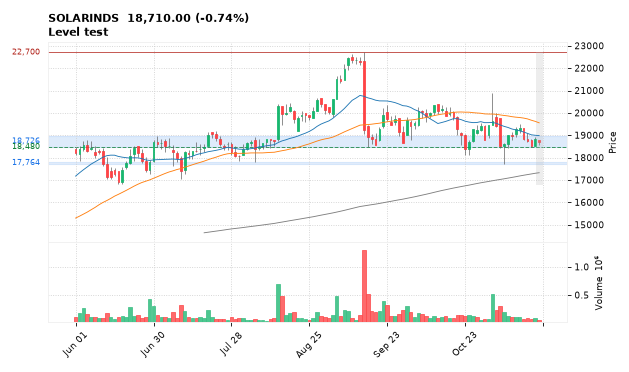 SOLARINDS 18,710.00 (-0.74%)
Level test
22,700
18,480
17,764
23000
22000
21000
20000
19000
18000
17000
16000
15000
Price
1.0
0.5
Volume 10⁶
Jun 01
Jun 30
Jul 28
Aug 25
Sep 23
Oct 23